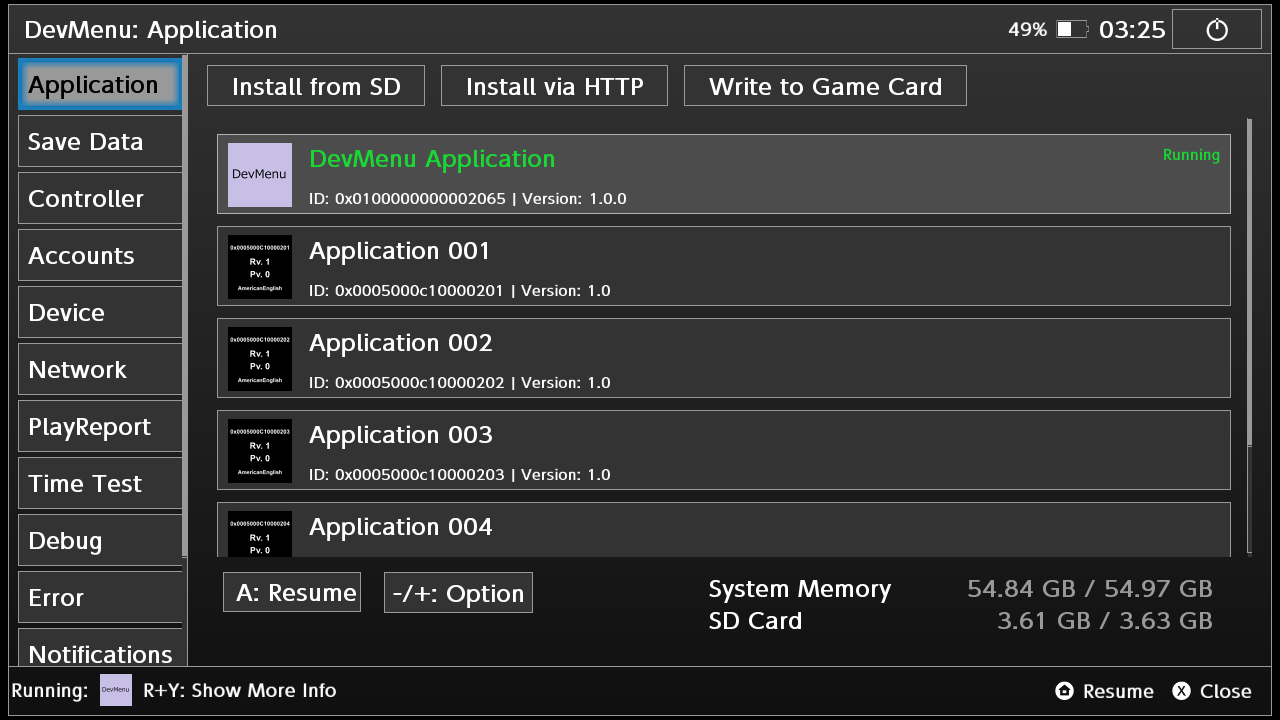 DevMenu: Application
49%
03:25
Application
Save Data
Controller
Accounts
Device
Network
PlayReport
Time Test
Debug
Error
Notifications
Install from SD
Install via HTTP
Write to Game Card
DevMenu
DevMenu Application
Running
ID: 0x0100000000002065 | Version: 1.0.0
0x0005000C10000201
Rv. 1
Pv. 0
AmericanEnglish
Application 001
ID: 0x0005000c10000201 | Version: 1.0
0x0005000C10000202
Rv. 1
Pv. 0
AmericanEnglish
Application 002
ID: 0x0005000c10000202 | Version: 1.0
0x0005000C10000203
Rv. 1
Pv. 0
AmericanEnglish
Application 003
ID: 0x0005000c10000203 | Version: 1.0
0x0005000C10000204
Rv. 1
Pv. 0
Application 004
A: Resume
-/+: Option
System Memory 54.84 GB / 54.97 GB
SD Card 3.61 GB / 3.63 GB
Running:
DevMenu
R+Y: Show More Info
Resume
X Close